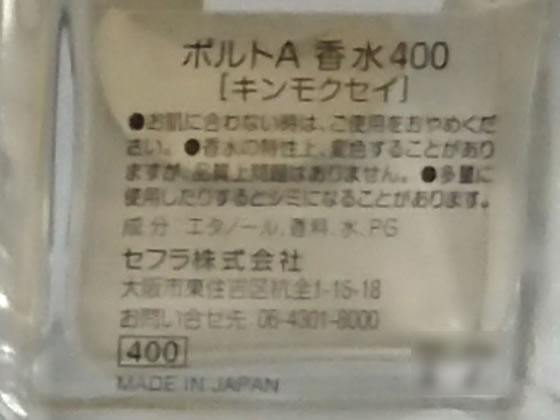 ポルトA 香水400
[キンモクセイ]
●お肌に合わない時は、ご使用をおやめくだ
さい。●香水の特性上、変色することがあり
ますが、品質上問題はありません。●多量に
使用したりするとシミになることがあります。
成分 エタノール、香料、水、PG
セフラ株式会社
大阪市東住吉区杭全1-15-18
お問い合せ先 06-4301-8000
400
MADE IN JAPAN